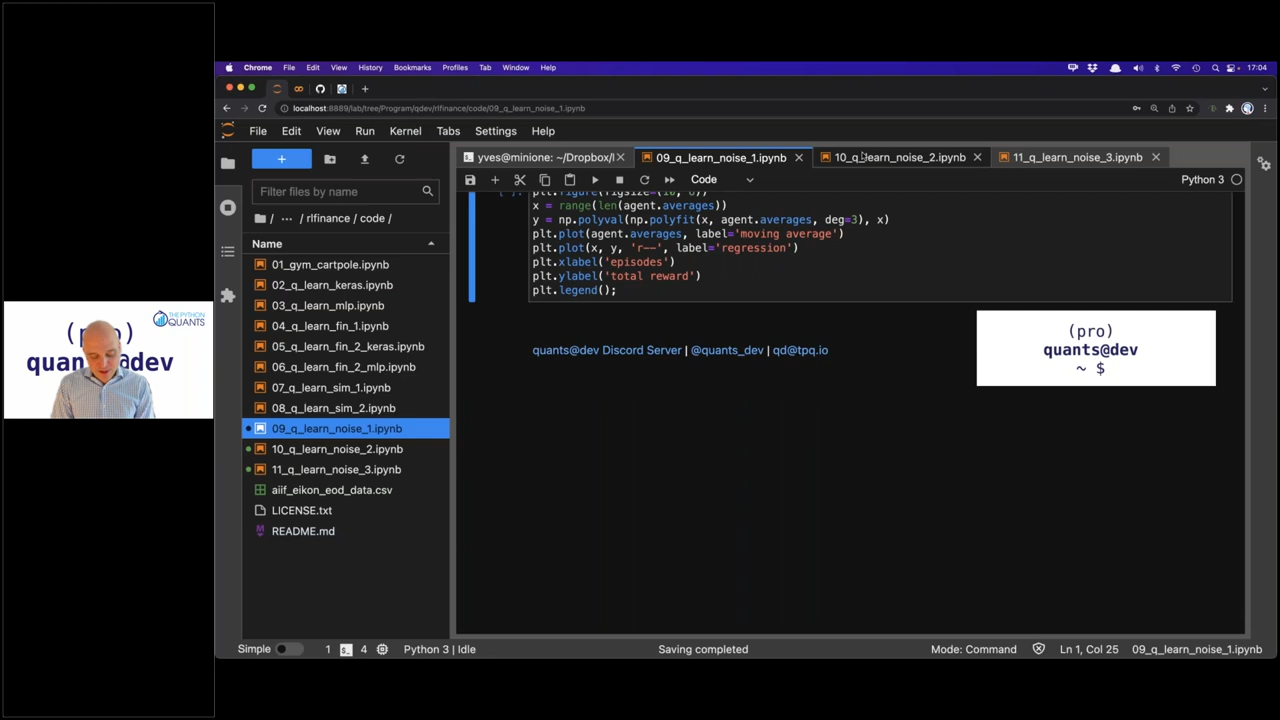 Chrome File Edit View History Bookmarks Profiles Tab Window Help 17:04
localhost:8889/lab/tree/Program/qdev/rlfinance/code/09_q_learn_noise_1.ipynb
File Edit View Run Kernel Tabs Settings Help
yves@minione: ~/Dropbox/
09_q_learn_noise_1.ipynb
10_q_learn_noise_2.ipynb
11_q_learn_noise_3.ipynb
Code
Python 3
Filter files by name
/ ... / rlfinance / code /
Name
01_gym_cartpole.ipynb
02_q_learn_keras.ipynb
03_q_learn_mlp.ipynb
04_q_learn_fin_1.ipynb
05_q_learn_fin_2_keras.ipynb
06_q_learn_fin_2_mlp.ipynb
07_q_learn_sim_1.ipynb
08_q_learn_sim_2.ipynb
09_q_learn_noise_1.ipynb
10_q_learn_noise_2.ipynb
11_q_learn_noise_3.ipynb
aiif_eikon_eod_data.csv
LICENSE.txt
README.md
x = range(len(agent.averages))
y = np.polyval(np.polyfit(x, agent.averages, deg=3), x)
plt.plot(agent.averages, label='moving average')
plt.plot(x, y, 'r--', label='regression')
plt.xlabel('episodes')
plt.ylabel('total reward')
plt.legend();
quants@dev Discord Server | @quants_dev | qd@tpq.io
(pro)
quants@dev
~ $
THE PYTHON
QUANTS
Simple 1 4 Python 3 | Idle Saving completed Mode: Command Ln 1, Col 25 09_q_learn_noise_1.ipynb